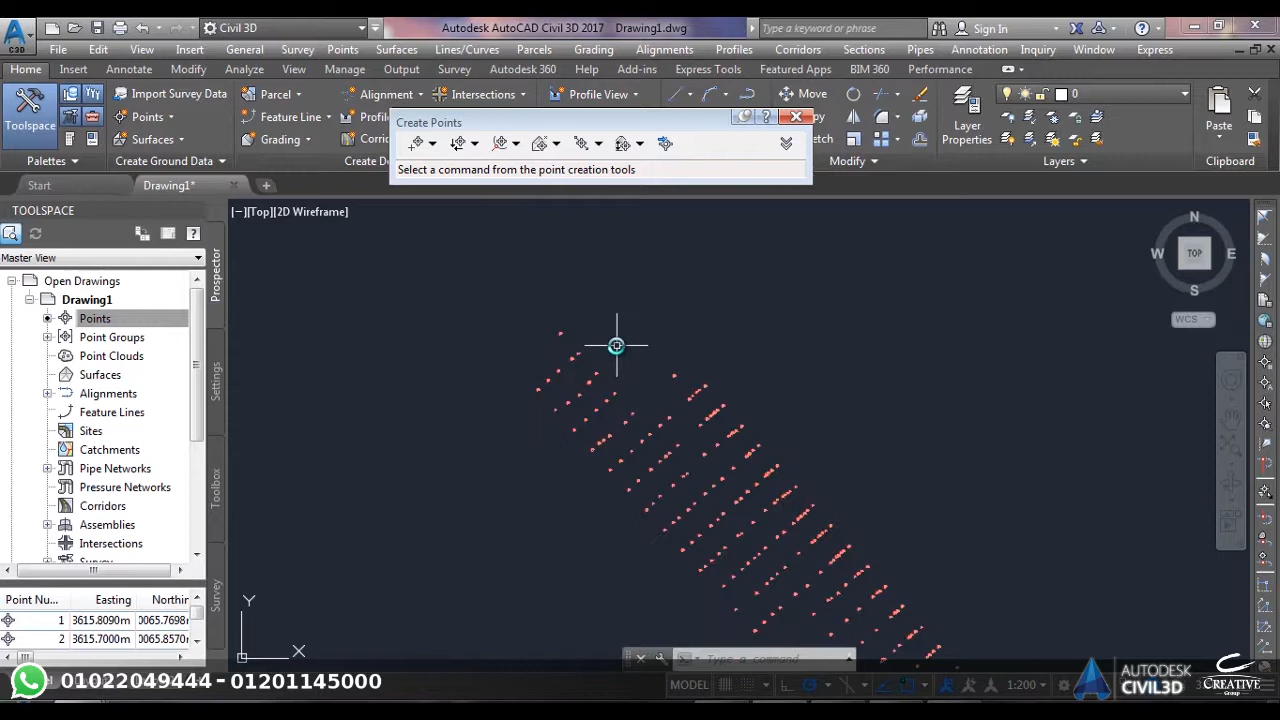 Civil 3D
Autodesk AutoCAD Civil 3D 2017 Drawing1.dwg
Type a keyword or phrase
Sign In
C3D
File Edit View Insert General Survey Points Surfaces Lines/Curves Parcels Grading Alignments Profiles Corridors Sections Pipes Annotation Inquiry Window Express
Home Insert Annotate Modify Analyze View Manage Output Survey Autodesk 360 Help Add-ins Express Tools Featured Apps BIM 360 Performance
Toolspace
Import Survey Data
Points
Surfaces
Parcel
Feature Line
Grading
Alignment
Intersections
Profile View
Move
0
Layer
Properties
Paste
Palettes
Create Ground Data
Modify
Layers
Clipboard
Create Points
Select a command from the point creation tools
Start
Drawing1*
TOOLSPACE
Master View
Open Drawings
Drawing1
Points
Point Groups
Point Clouds
Surfaces
Alignments
Feature Lines
Sites
Catchments
Pipe Networks
Pressure Networks
Corridors
Assemblies
Intersections
Prospector
Settings
Toolbox
Survey
Point Nu... Easting
1 3615.8090m 0065.7698
2 3615.7000m 0065.8570
[−][Top][2D Wireframe]
N
W
TOP
E
S
WCS
Y
X
Type a command
MODEL
1:200
01022049444 - 01201145000
AUTODESK
CIVIL3D
CREATIVE
Group